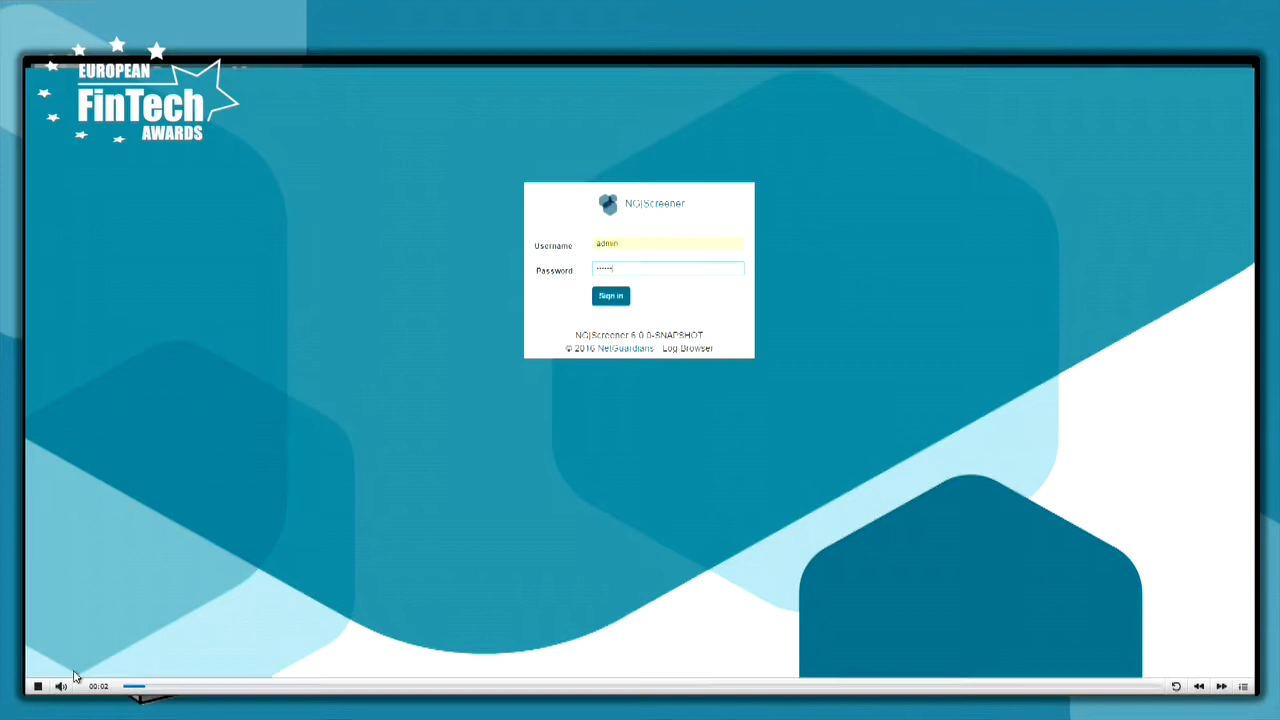 EUROPEAN
FinTech
AWARDS
NG|Screener
Username admin
Password ••••••
Sign in
NG|Screener 6.0.0-SNAPSHOT
© 2016 NetGuardians Log Browser
00:02